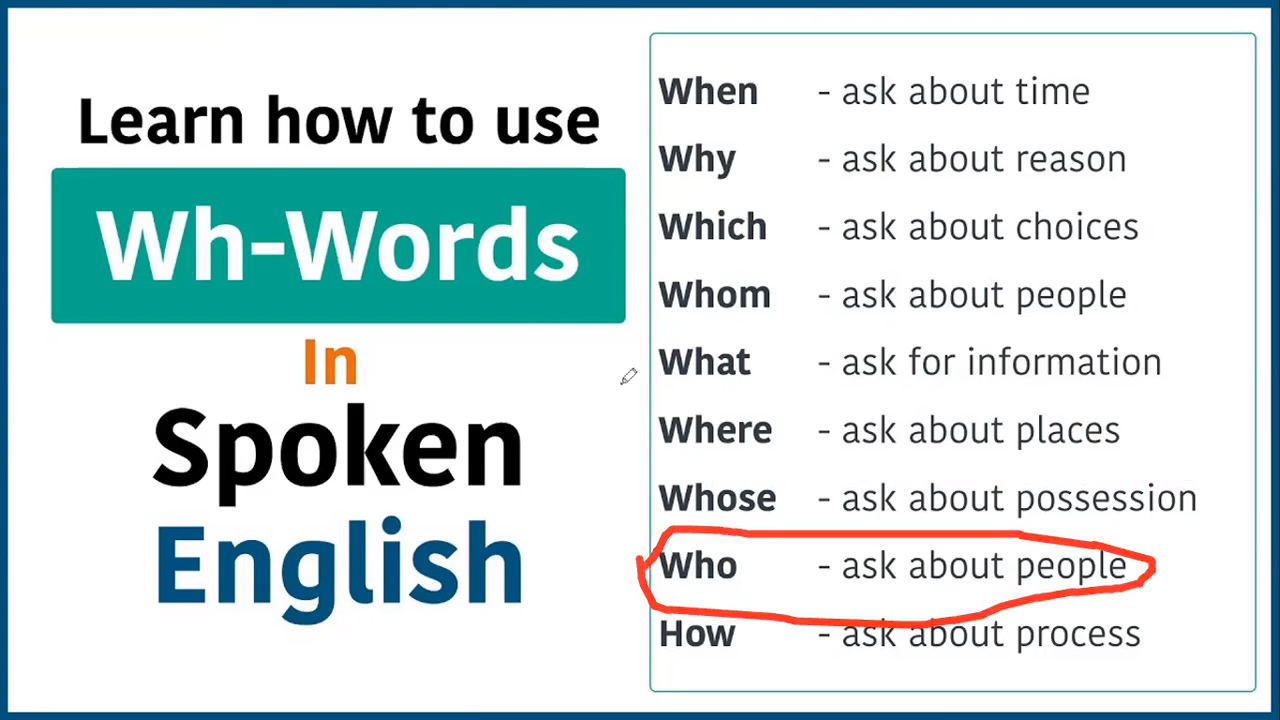 Learn how to use
Wh-Words
In
Spoken
English
When - ask about time
Why - ask about reason
Which - ask about choices
Whom - ask about people
What - ask for information
Where - ask about places
Whose - ask about possession
Who - ask about people
How - ask about process